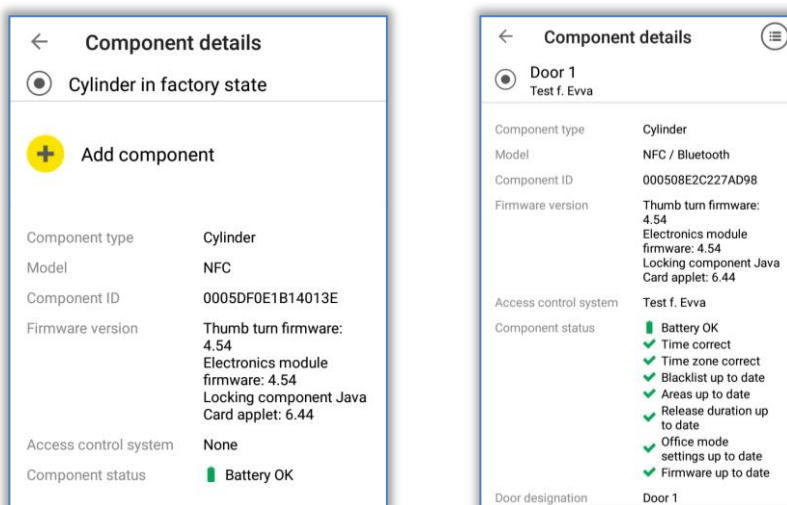 Component details
Cylinder in factory state
Add component
Component type Cylinder
Model NFC
Component ID 0005DF0E1B14013E
Firmware version Thumb turn firmware:
4.54
Electronics module
firmware: 4.54
Locking component Java
Card applet: 6.44
Access control system None
Component status Battery OK
Component details
Door 1
Test f. Evva
Component type Cylinder
Model NFC / Bluetooth
Component ID 000508E2C227AD98
Firmware version Thumb turn firmware:
4.54
Electronics module
firmware: 4.54
Locking component Java
Card applet: 6.44
Access control system Test f. Evva
Component status Battery OK
Time correct
Time zone correct
Blacklist up to date
Areas up to date
Release duration up
to date
Office mode
settings up to date
Firmware up to date
Door designation Door 1